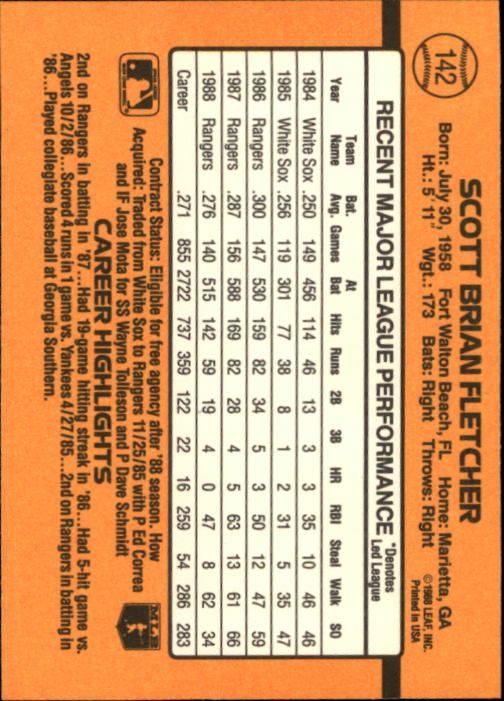 142
SCOTT BRIAN FLETCHER
Born: July 30, 1958 Fort Walton Beach, FL Home: Marietta, GA
Ht.: 5' 11" Wgt.: 173 Bats: Right Throws: Right
©1988 LEAF, INC.
Printed in USA
RECENT MAJOR LEAGUE PERFORMANCE
*Denotes
Led League
Year Team Name Bat. Avg. Games At Bat Hits Runs 2B 3B HR RBI Steal Walk SO
1984 White Sox .250 149 456 114 46 13 3 3 35 10 46 46
1985 White Sox .256 119 301 77 38 8 1 2 31 5 35 47
1986 Rangers .300 147 530 159 82 34 5 3 50 12 47 59
1987 Rangers .287 156 588 169 82 28 4 5 63 13 61 66
1988 Rangers .276 140 515 142 59 19 4 0 47 8 62 34
Career .271 855 2722 737 359 122 22 16 259 54 286 283
Contract Status: Eligible for free agency after '88 season. How
Acquired: Traded from White Sox to Rangers 11/25/85 with P Ed Correa
and IF Jose Mota for SS Wayne Tolleson and P Dave Schmidt
MLB
CAREER HIGHLIGHTS
2nd on Rangers in batting in '87...Had 19-game hitting streak in '86...Had 5-hit game vs.
Angels 10/2/86...Scored 4 runs in 1 game vs. Yankees 4/27/85...2nd on Rangers in batting in
'86...Played collegiate baseball at Georgia Southern.